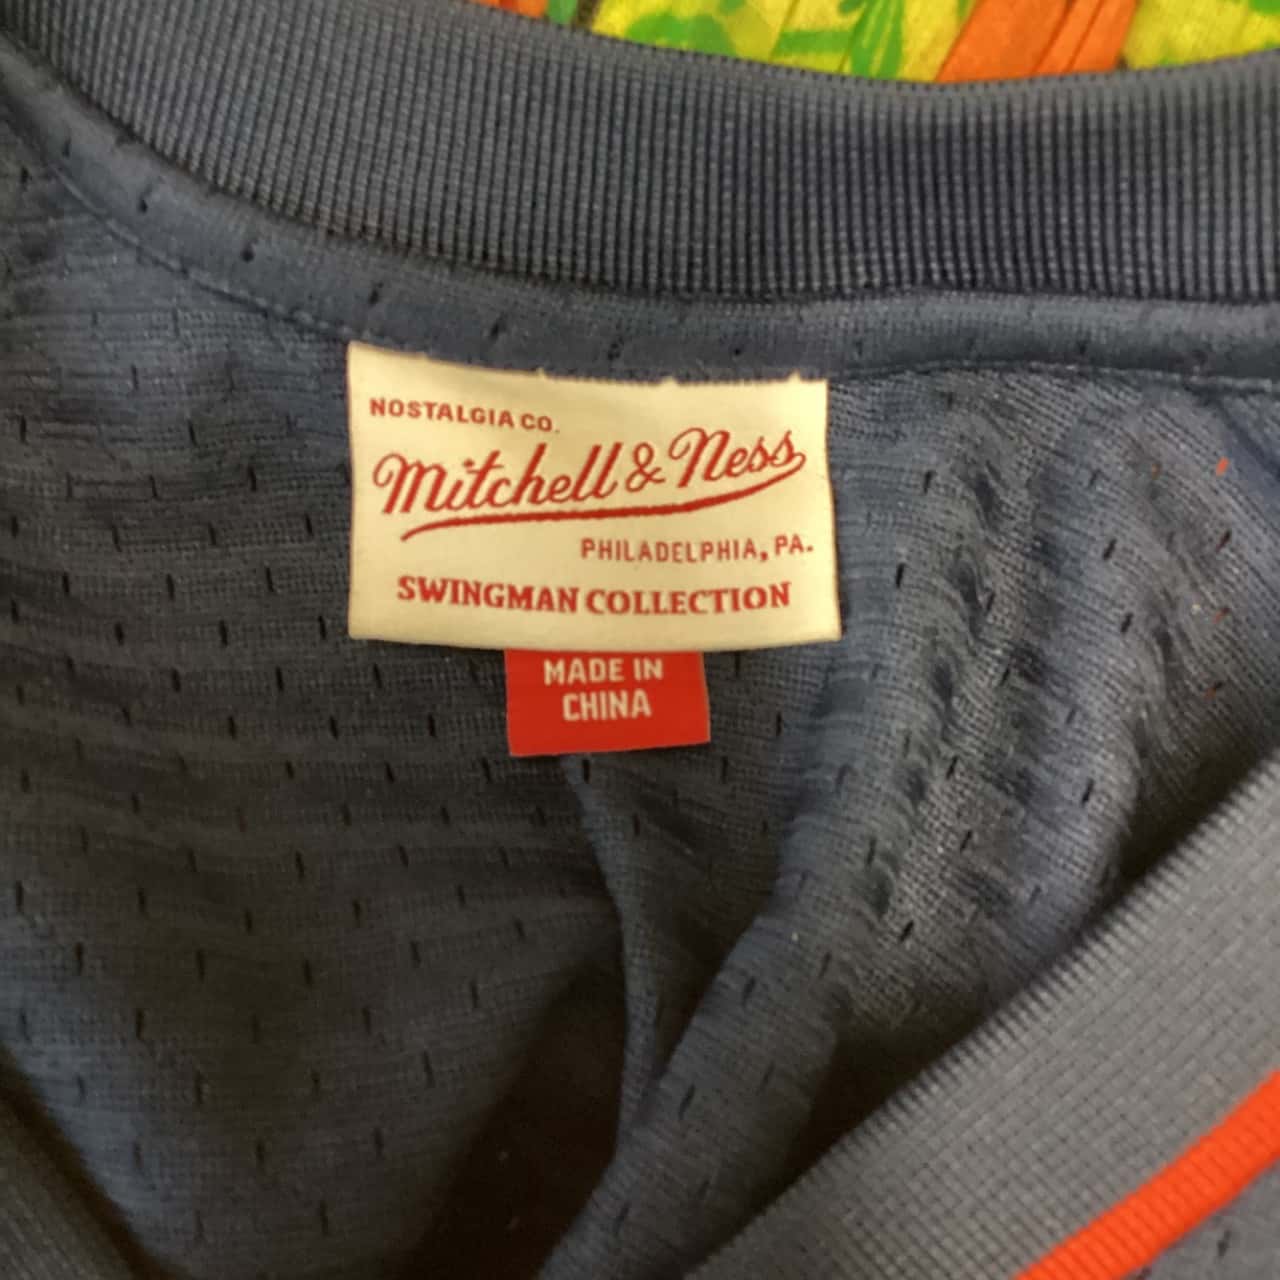 NOSTALGIA CO.
Mitchell & Ness
PHILADELPHIA, PA.
SWINGMAN COLLECTION
MADE IN
CHINA